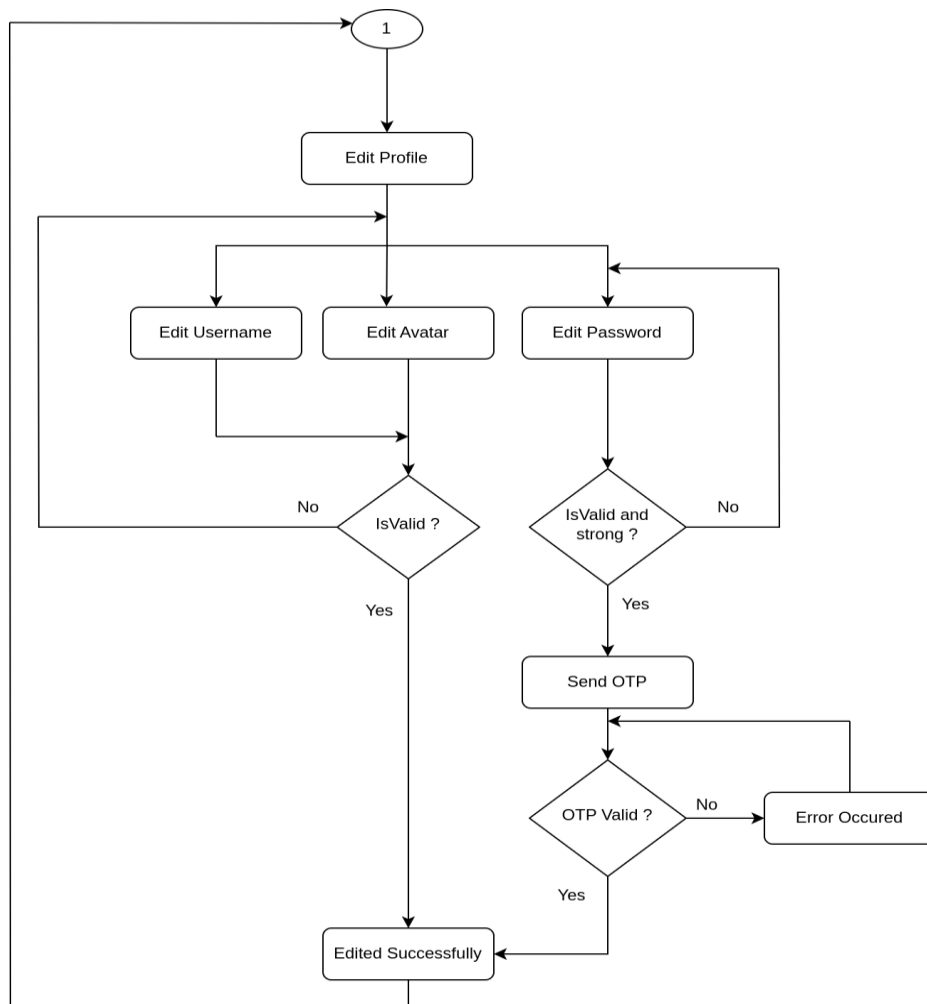 1
Edit Profile
Edit Username
Edit Avatar
Edit Password
No
IsValid ?
IsValid and
strong ?
No
Yes
Yes
Send OTP
OTP Valid ?
No
Error Occured
Yes
Edited Successfully